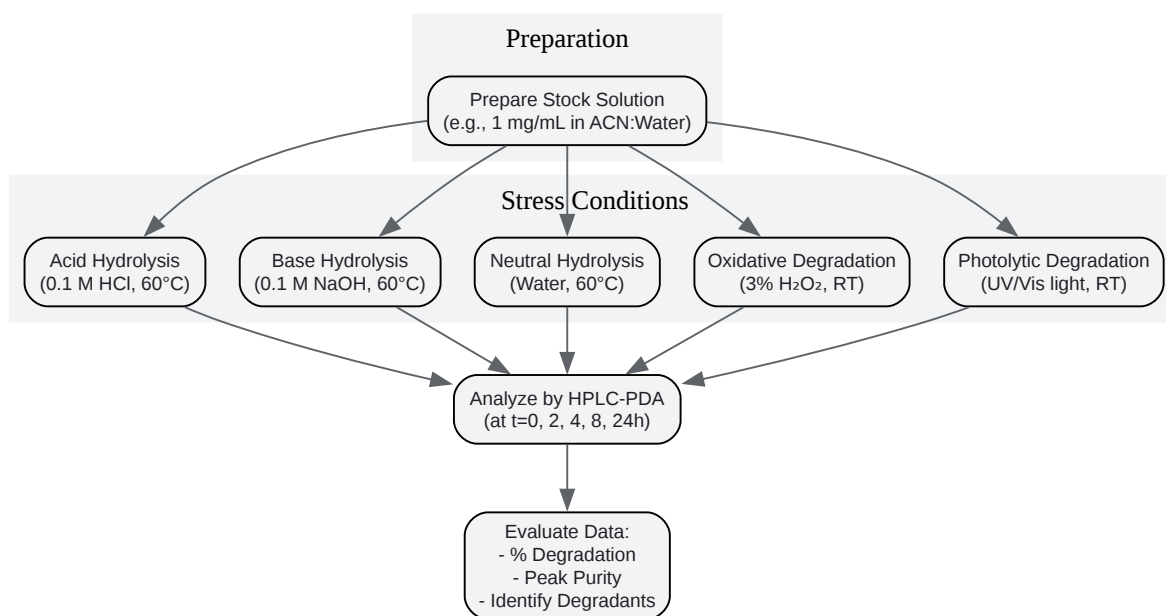 Preparation
Prepare Stock Solution
(e.g., 1 mg/mL in ACN:Water)
Stress Conditions
Acid Hydrolysis
(0.1 M HCl, 60°C)
Base Hydrolysis
(0.1 M NaOH, 60°C)
Neutral Hydrolysis
(Water, 60°C)
Oxidative Degradation
(3% H₂O₂, RT)
Photolytic Degradation
(UV/Vis light, RT)
Analyze by HPLC-PDA
(at t=0, 2, 4, 8, 24h)
Evaluate Data:
- % Degradation
- Peak Purity
- Identify Degradants